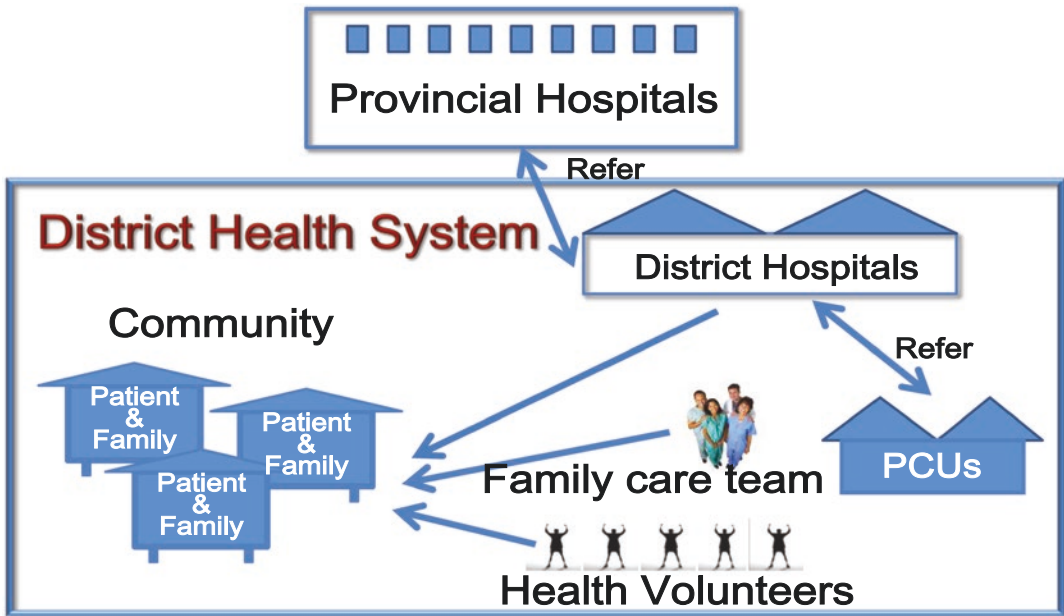 Provincial Hospitals
Refer
District Health System
District Hospitals
Community
Refer
Patient
&
Family
Patient
&
Family
Patient
&
Family
Family care team
PCUs
Health Volunteers